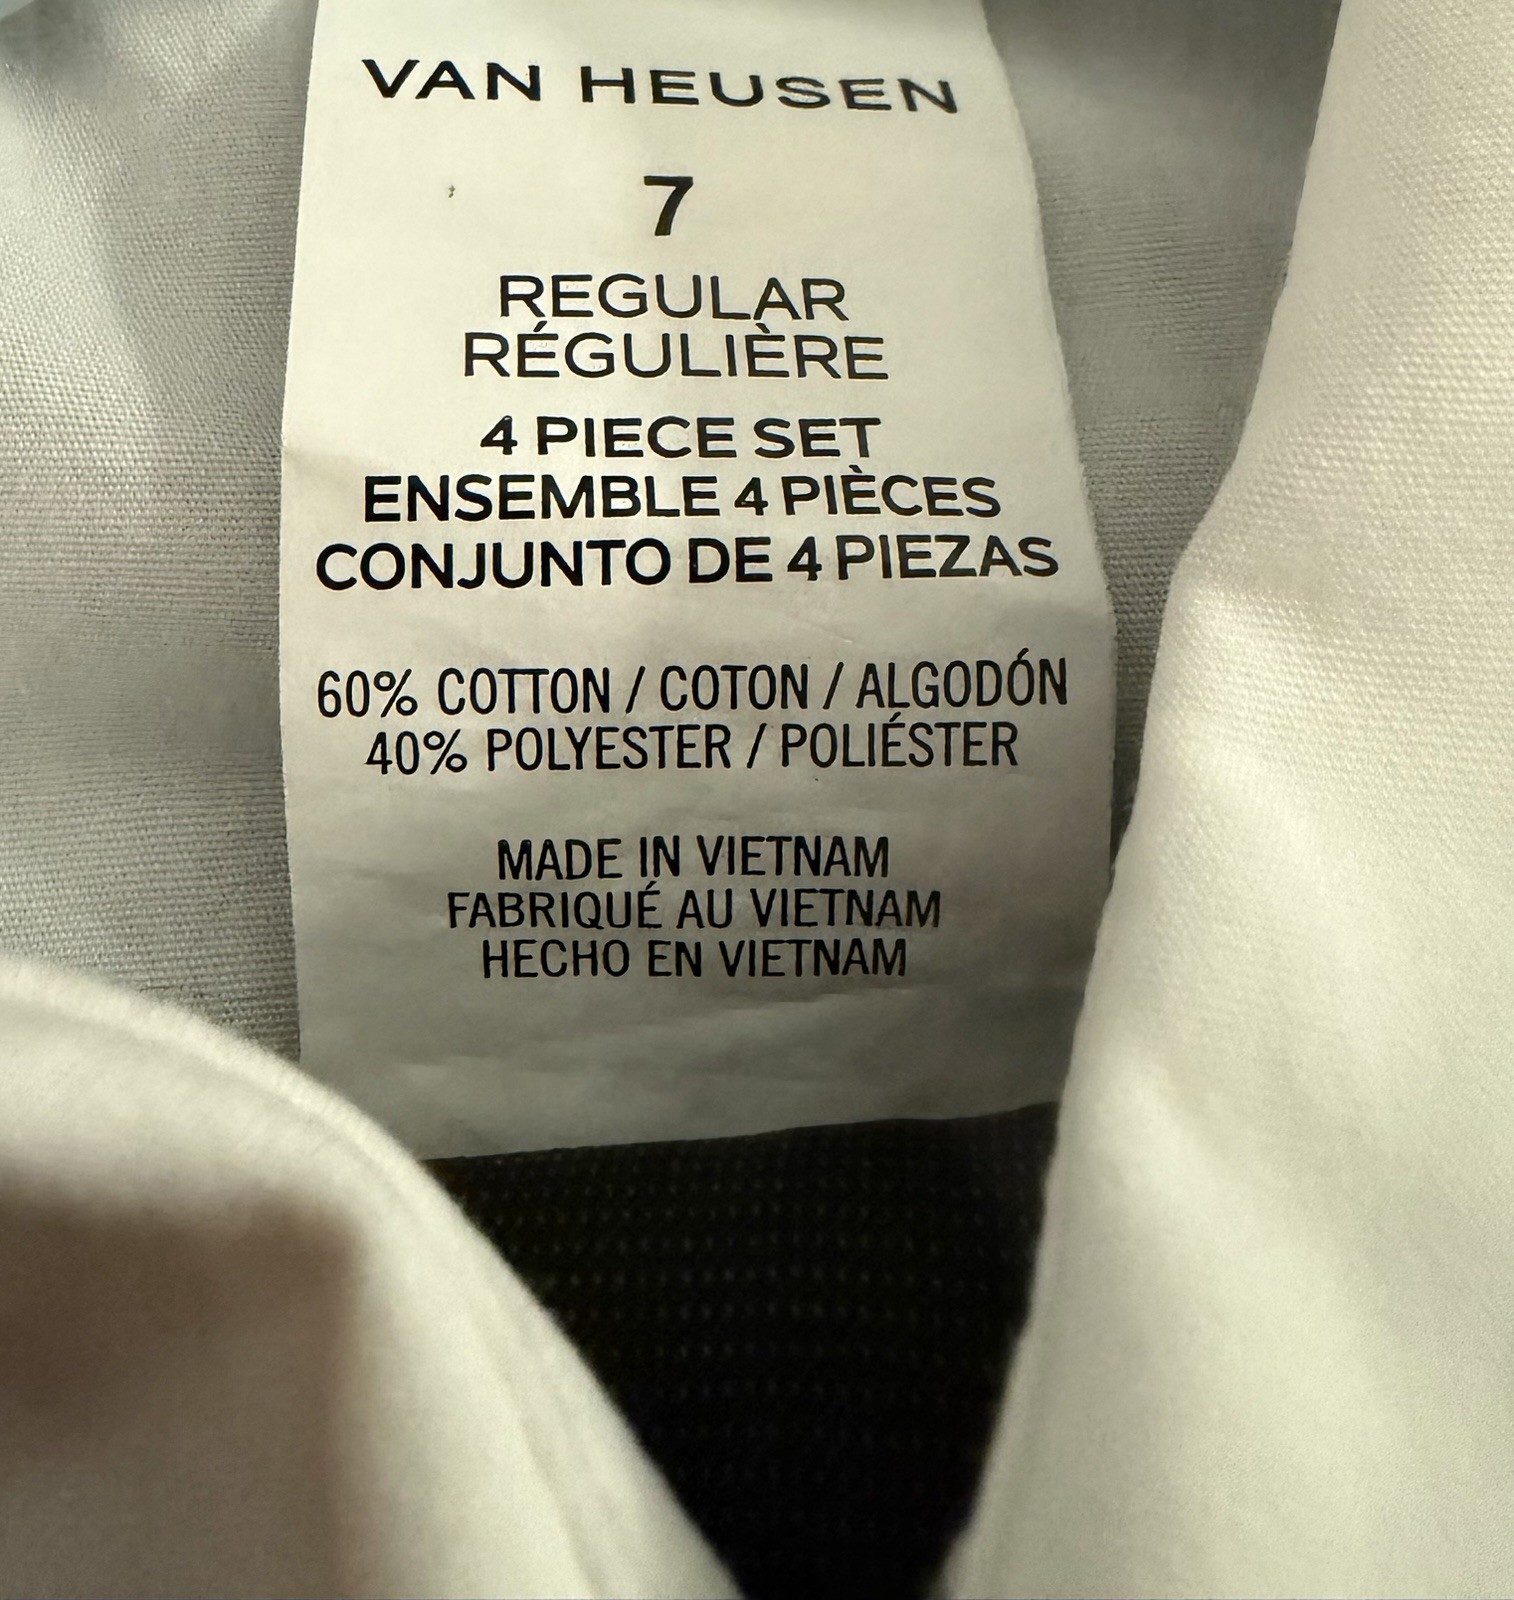 VAN HEUSEN
7
REGULAR
RÉGULIÈRE
4 PIECE SET
ENSEMBLE 4 PIÈCES
CONJUNTO DE 4 PIEZAS
60% COTTON / COTON / ALGODÓN
40% POLYESTER / POLIÉSTER
MADE IN VIETNAM
FABRIQUÉ AU VIETNAM
HECHO EN VIETNAM